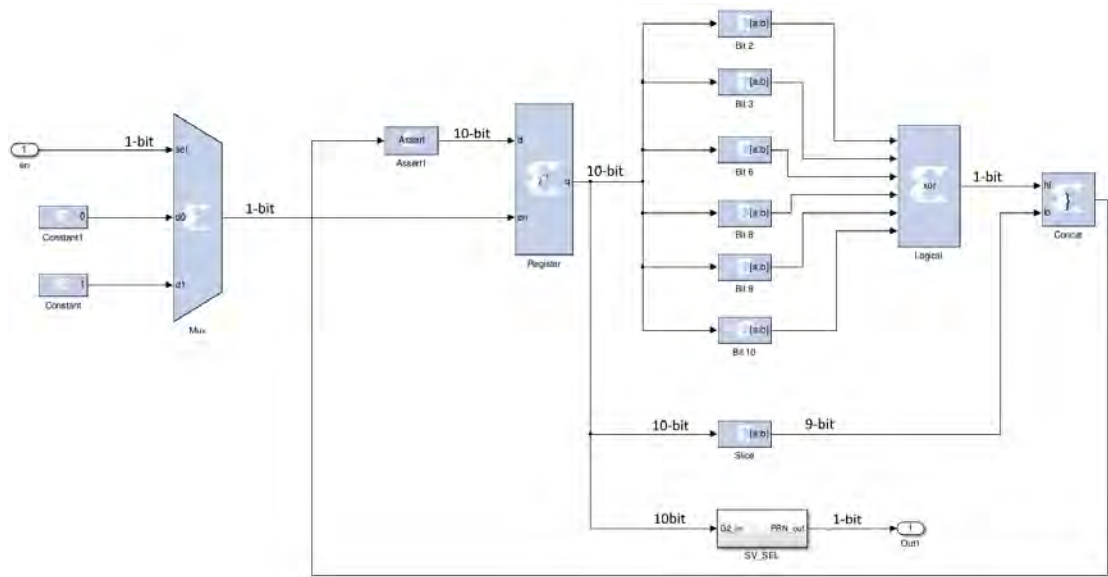 1
en
1-bit
sel
d0
d1
0
Constant1
1
Constant
Mux
1-bit
Assert
Assert1
10-bit
d
en
q
Register
10-bit
[a:b]
Bit 2
[a:b]
Bit 3
[a:b]
Bit 6
[a:b]
Bit 8
[a:b]
Bit 9
[a:b]
Bit 10
xor
Logical
1-bit
hi
lo
Concat
10-bit
[a:b]
Slice
9-bit
10bit
G2_in
PRN_out
SV_SEL
1-bit
1
Out1